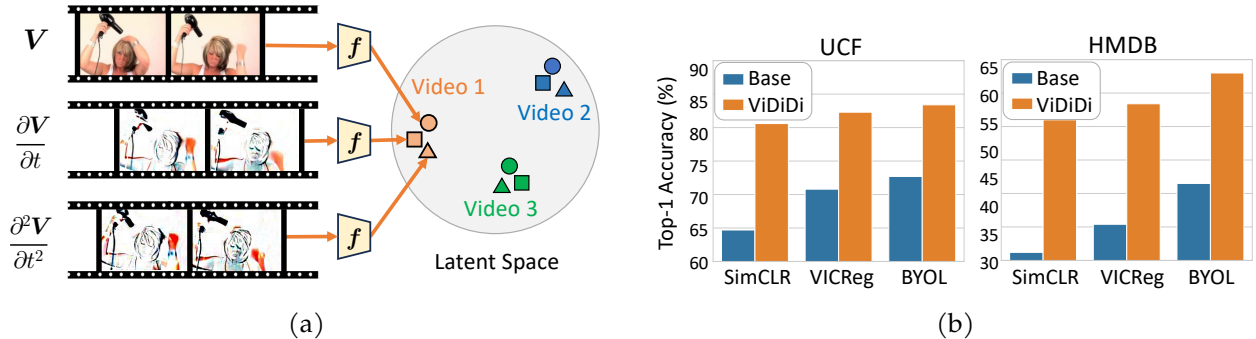 V
∂V
∂t
∂²V
∂t²
f
f
f
Video 1
Video 2
Video 3
Latent Space
(a)
UCF
Top-1 Accuracy (%)
90
85
80
75
70
65
60
Base
ViDiDi
SimCLR VICReg BYOL
HMDB
65
60
55
45
35
30
Base
ViDiDi
SimCLR VICReg BYOL
(b)